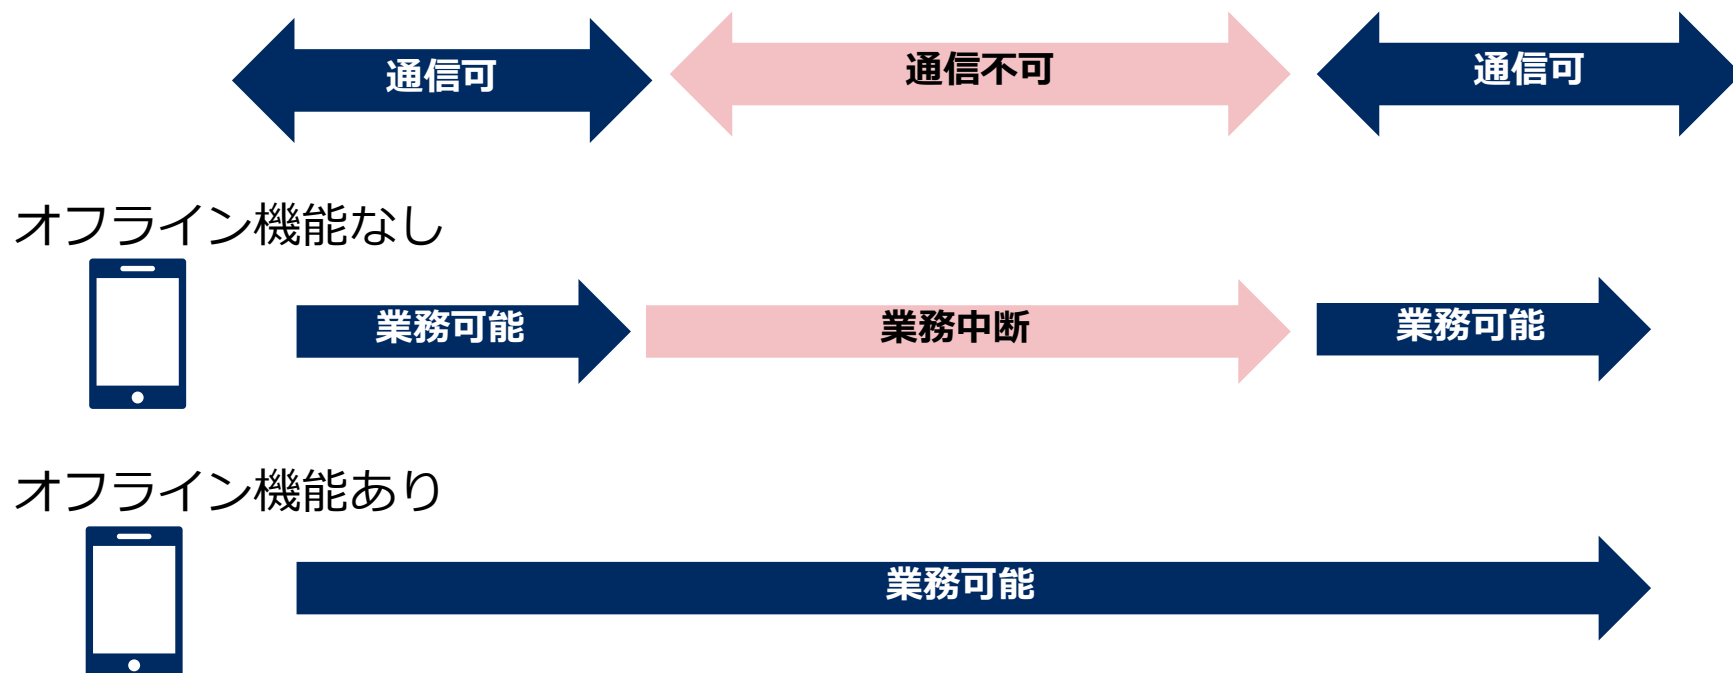 通信可
通信不可
通信可
オフライン機能なし
業務可能
業務中断
業務可能
オフライン機能あり
業務可能